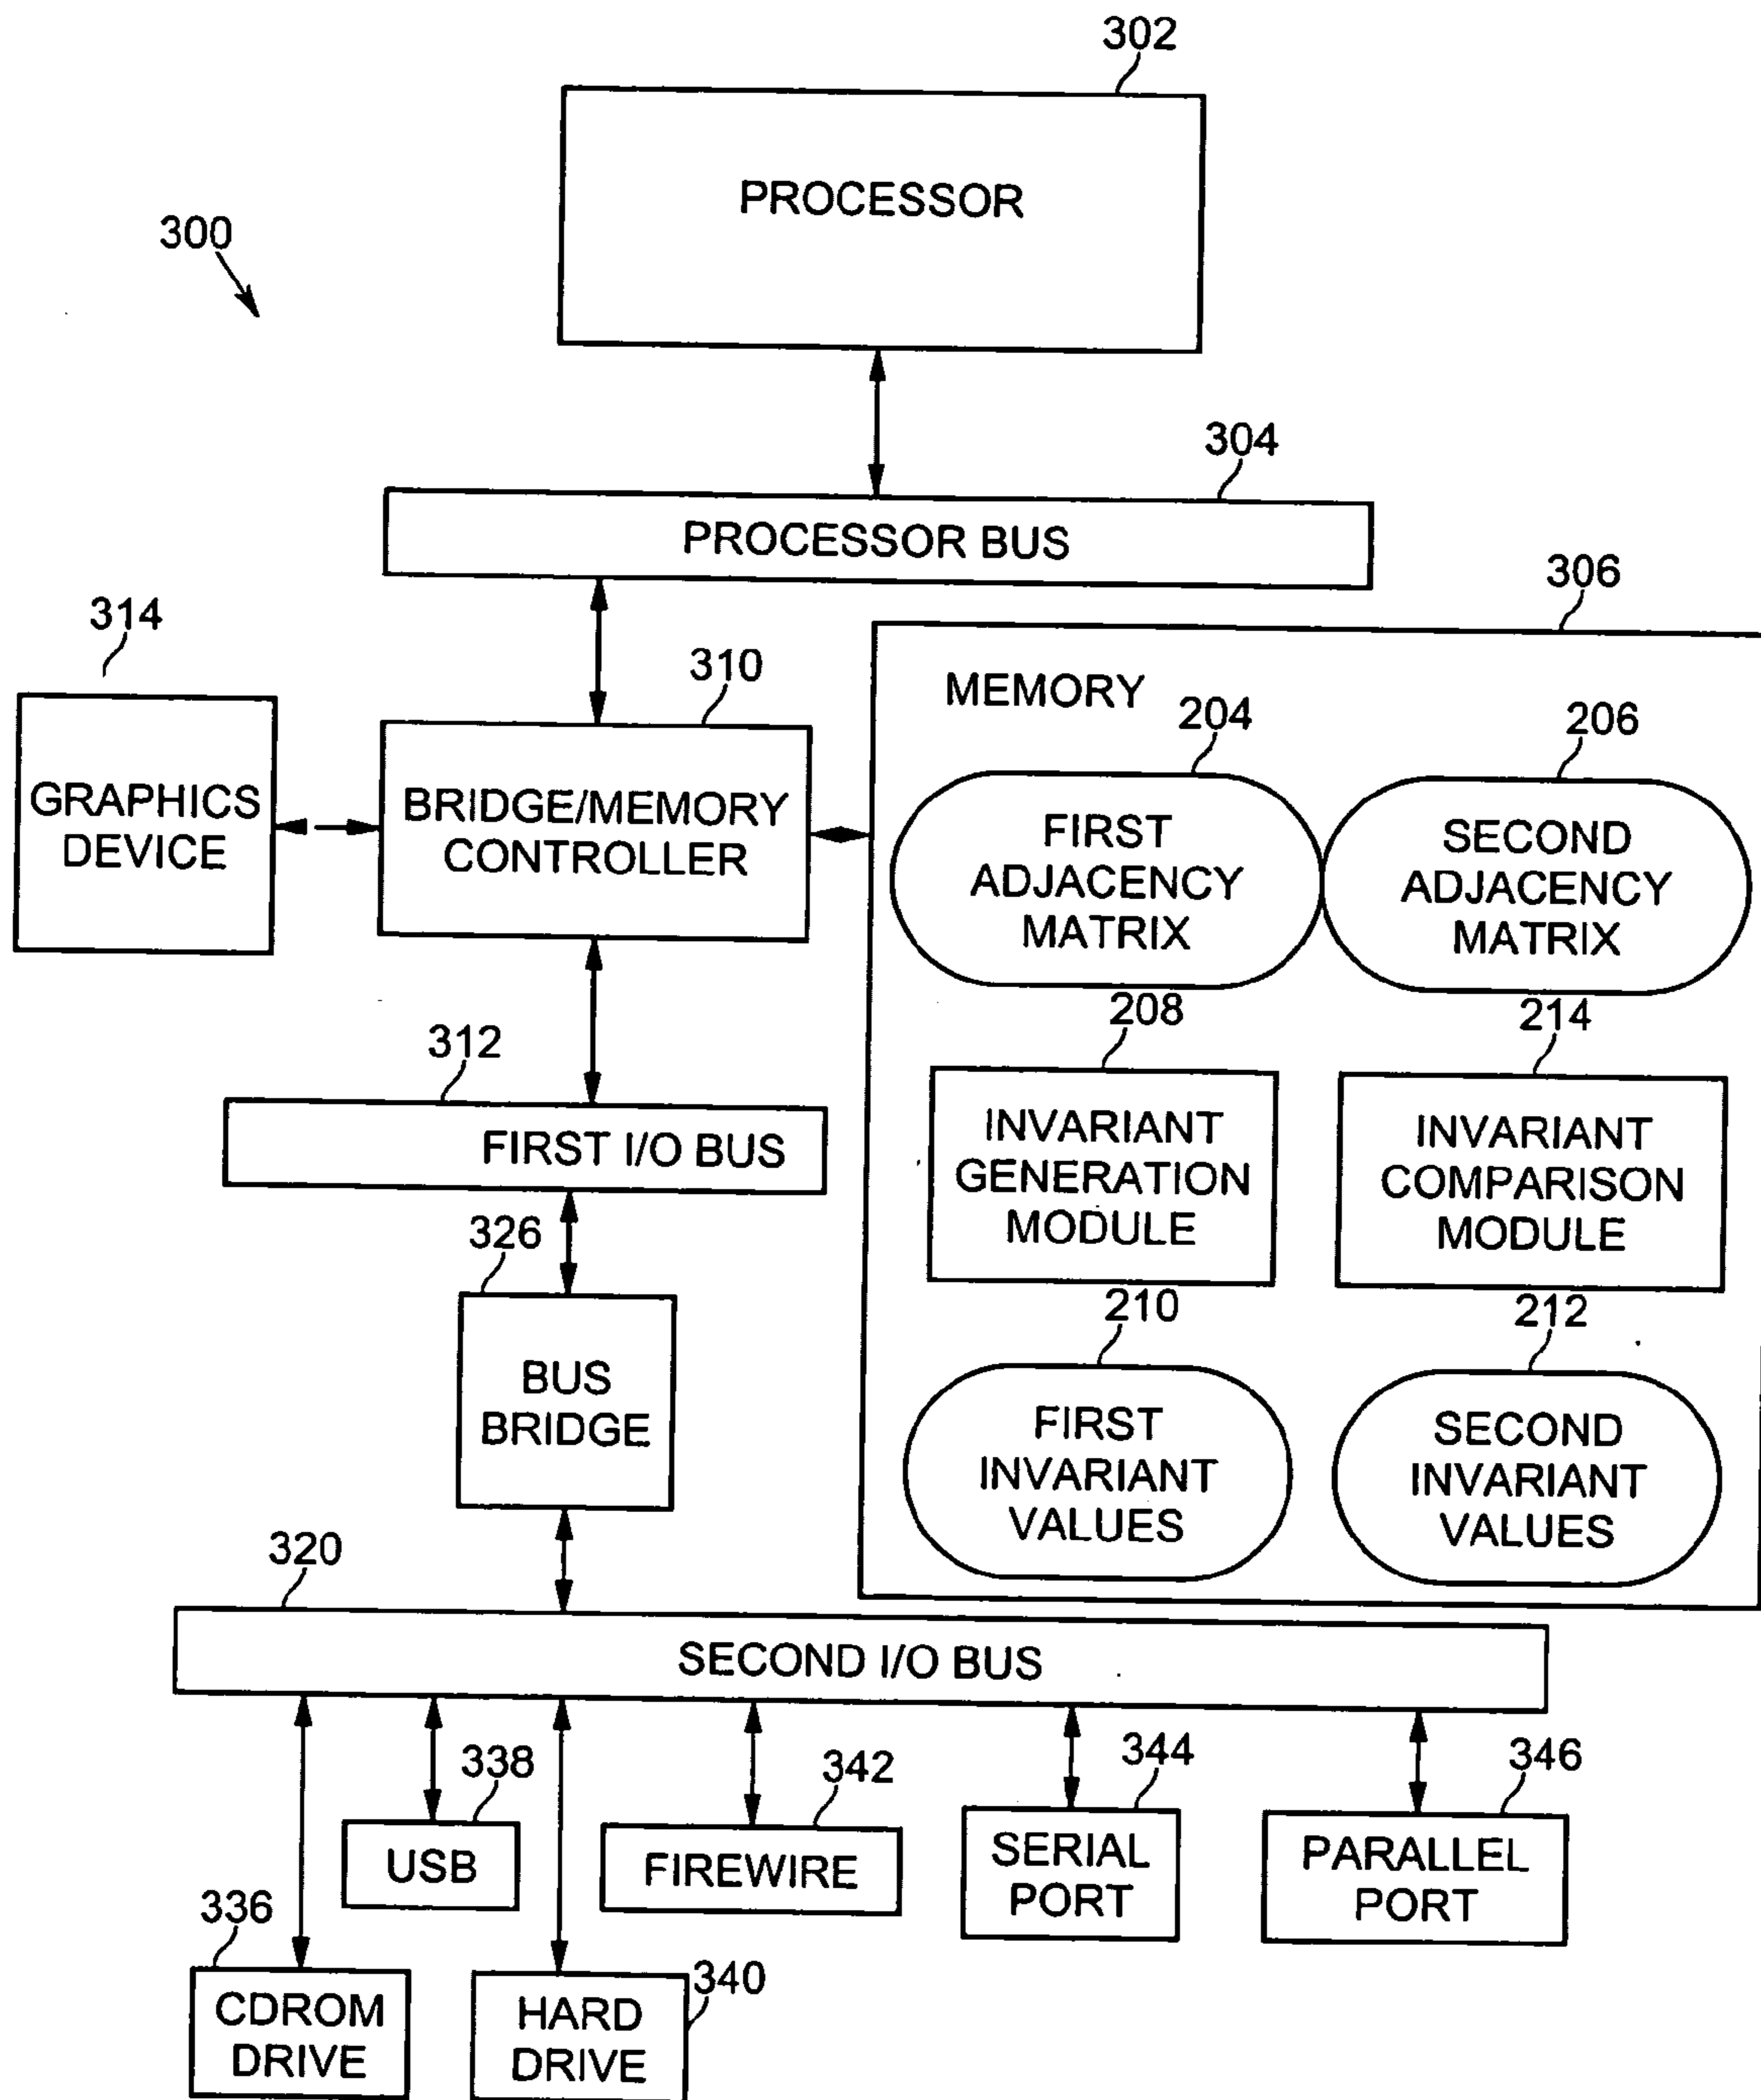 302
PROCESSOR
300
304
PROCESSOR BUS
306
314
310
MEMORY
204
206
GRAPHICS
DEVICE
BRIDGE/MEMORY
CONTROLLER
FIRST
ADJACENCY
MATRIX
SECOND
ADJACENCY
MATRIX
208
214
312
FIRST I/O BUS
INVARIANT
GENERATION
MODULE
INVARIANT
COMPARISON
MODULE
326
210
212
BUS
BRIDGE
FIRST
INVARIANT
VALUES
SECOND
INVARIANT
VALUES
320
SECOND I/O BUS
338
342
344
346
USB
FIREWIRE
SERIAL
PORT
PARALLEL
PORT
336
340
CDROM
DRIVE
HARD
DRIVE